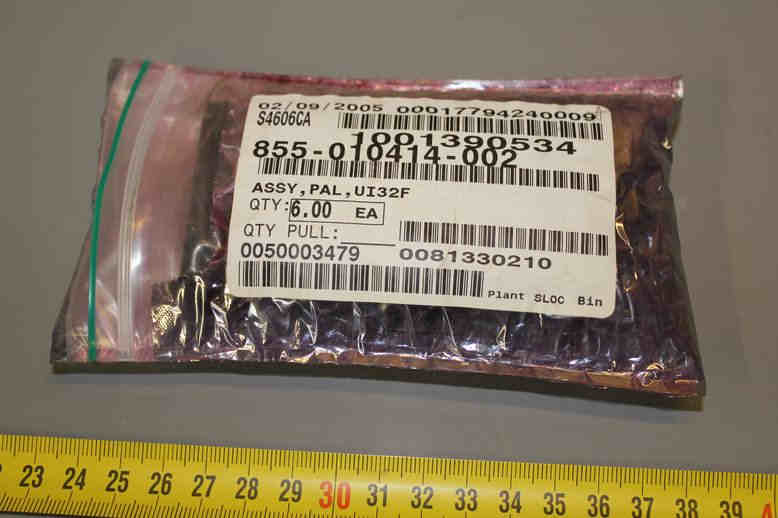 02/09/2005 00017794240009
S4606CA
1001390534
855-010414-002
ASSY,PAL,UI32F
QTY: 6.00 EA
QTY PULL:
0050003479 0081330210
Plant SLOC Bin
23 24 25 26 27 28 29 30 31 32 33 34 35 36 37 38 39